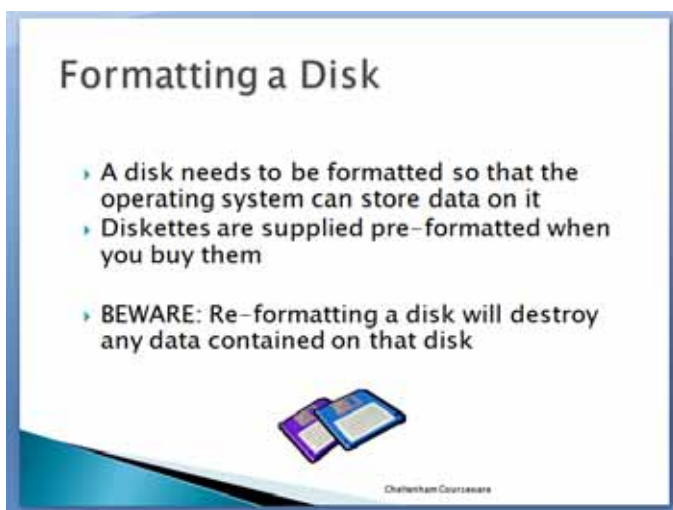 Formatting a Disk
A disk needs to be formatted so that the
operating system can store data on it
Diskettes are supplied pre-formatted when
you buy them
BEWARE: Re-formatting a disk will destroy
any data contained on that disk
Cheltenham Courseware